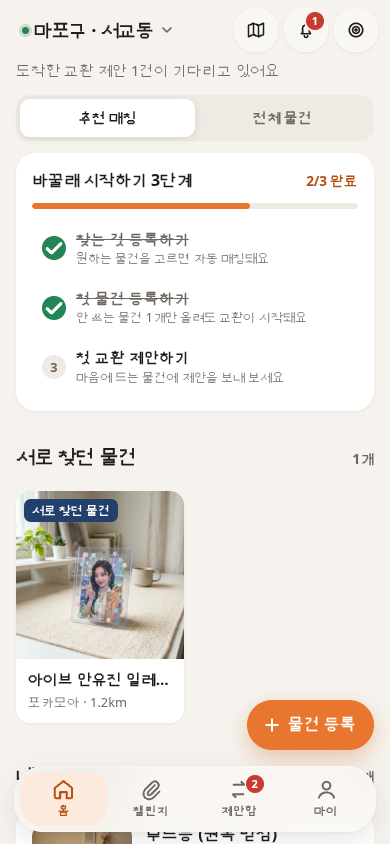 마포구 · 서교동
1
도착한 교환 제안 1건이 기다리고 있어요
추천 매칭
전체 물건
바꿀래 시작하기 3단계
2/3 완료
찾는 것 등록하기
원하는 물건을 고르면 자동 매칭돼요
첫 물건 등록하기
안 쓰는 물건 1개만 올려도 교환이 시작돼요
3
첫 교환 제안하기
마음에 드는 물건에 제안을 보내 보세요
서로 찾던 물건
1개
서로 찾던 물건
아이브 안유진 일레...
포카모아 · 1.2km
물건 등록
홈
챌린지
2
제안함
마이